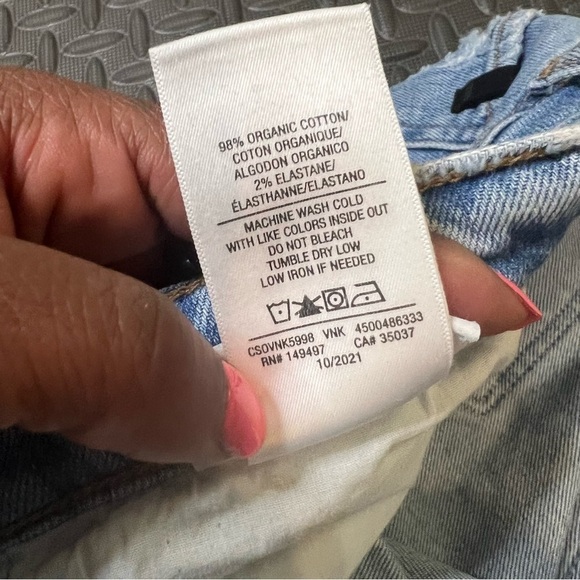 98% ORGANIC COTTON/
COTON ORGANIQUE/
ALGODON ORGANICO
2% ELASTANE/
ÉLASTHANNE/ELASTANO
MACHINE WASH COLD
WITH LIKE COLORS INSIDE OUT
DO NOT BLEACH
TUMBLE DRY LOW
LOW IRON IF NEEDED
CSOVNK5998 VNK 4500486333
RN# 149497 CA# 35037
10/2021